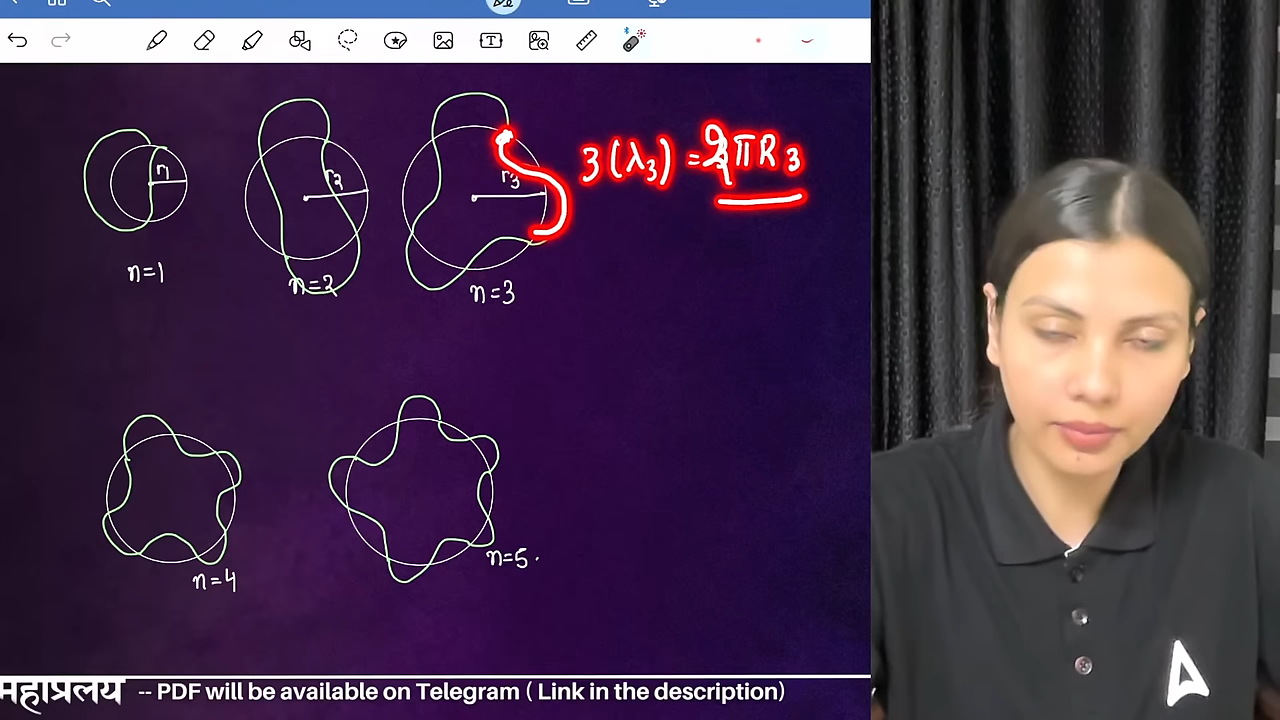 r₁
r₂
r₃
3(λ₃) = 2πR₃
n=1
n=2
n=3
n=4
n=5.
महाप्रलय -- PDF will be available on Telegram ( Link in the description)